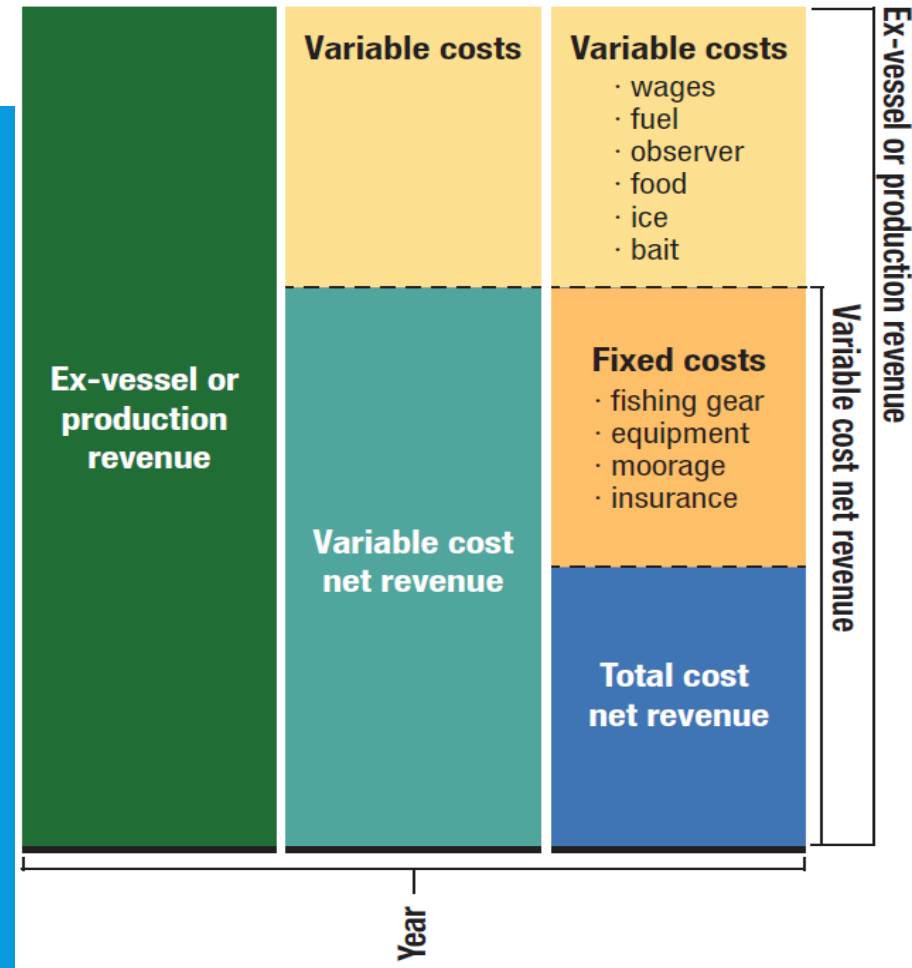 Ex-vessel or
production
revenue
Variable costs
Variable cost
net revenue
Variable costs
· wages
· fuel
· observer
· food
· ice
· bait
Fixed costs
· fishing gear
· equipment
· moorage
· insurance
Total cost
net revenue
Variable cost net revenue
Ex-vessel or production revenue
Year